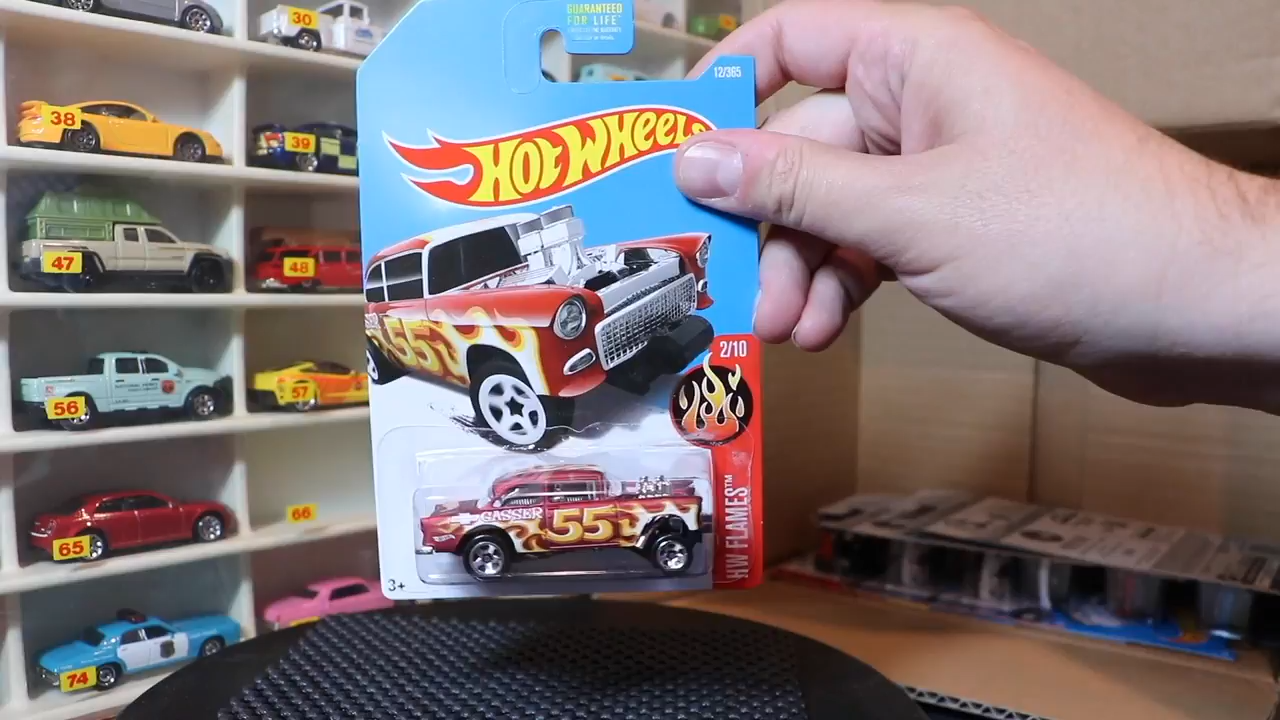 30
GUARANTEED
FOR LIFE
12/365
38
39
HOT WHEELS
47
48
55
2/10
56
57
GASSER 55
HW FLAMES™
65
66
3+
74